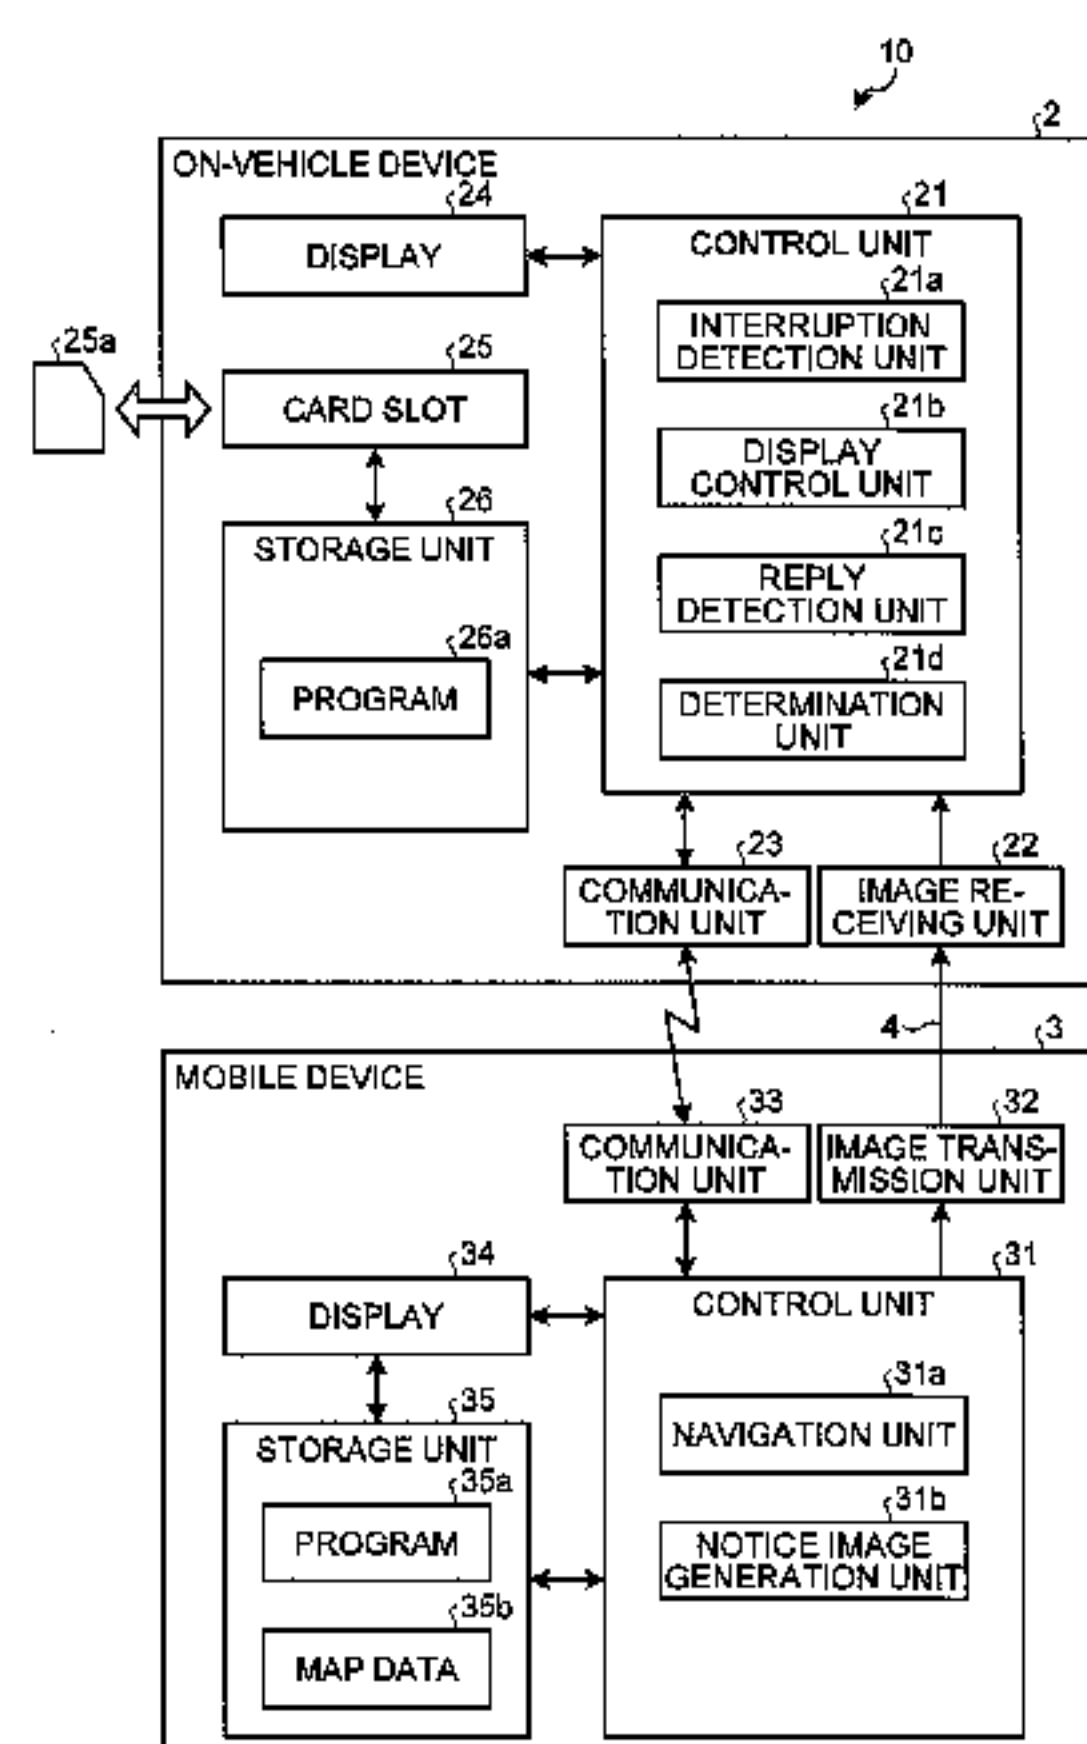 10
2
ON-VEHICLE DEVICE
24
DISPLAY
21
CONTROL UNIT
21a
INTERRUPTION
DETECTION UNIT
25a
25
CARD SLOT
21b
DISPLAY
CONTROL UNIT
26
STORAGE UNIT
21c
REPLY
DETECTION UNIT
26a
PROGRAM
21d
DETERMINATION
UNIT
23
COMMUNICA-
TION UNIT
22
IMAGE RE-
CEIVING UNIT
4
3
MOBILE DEVICE
33
COMMUNICA-
TION UNIT
32
IMAGE TRANS-
MISSION UNIT
34
DISPLAY
31
CONTROL UNIT
31a
NAVIGATION UNIT
35
STORAGE UNIT
35a
PROGRAM
31b
NOTICE IMAGE
GENERATION UNIT
35b
MAP DATA